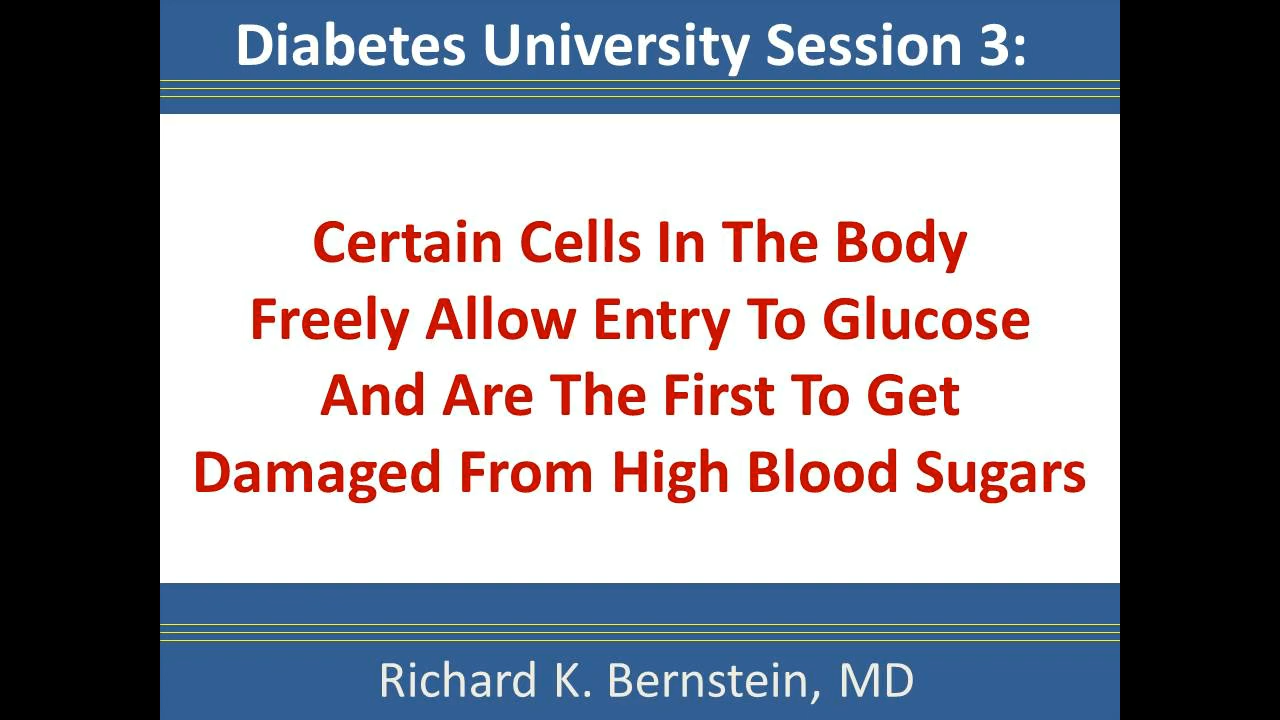 Diabetes University Session 3:
Certain Cells In The Body
Freely Allow Entry To Glucose
And Are The First To Get
Damaged From High Blood Sugars
Richard K. Bernstein, MD